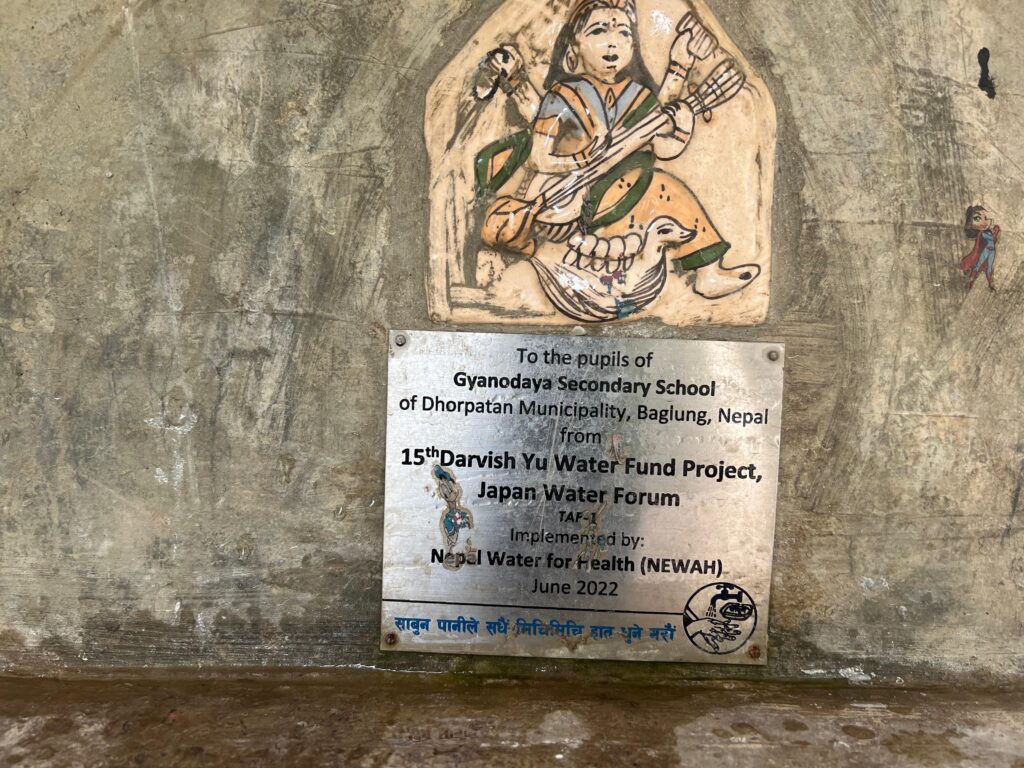 To the pupils of
Gyanodaya Secondary School
of Dhorpatan Municipality, Baglung, Nepal
from
15thDarvish Yu Water Fund Project,
Japan Water Forum
TAF-1
Implemented by:
Nepal Water for Health (NEWAH)
June 2022
साबुन पानीले सधैं मिचिमिचि हात धुने गरौं